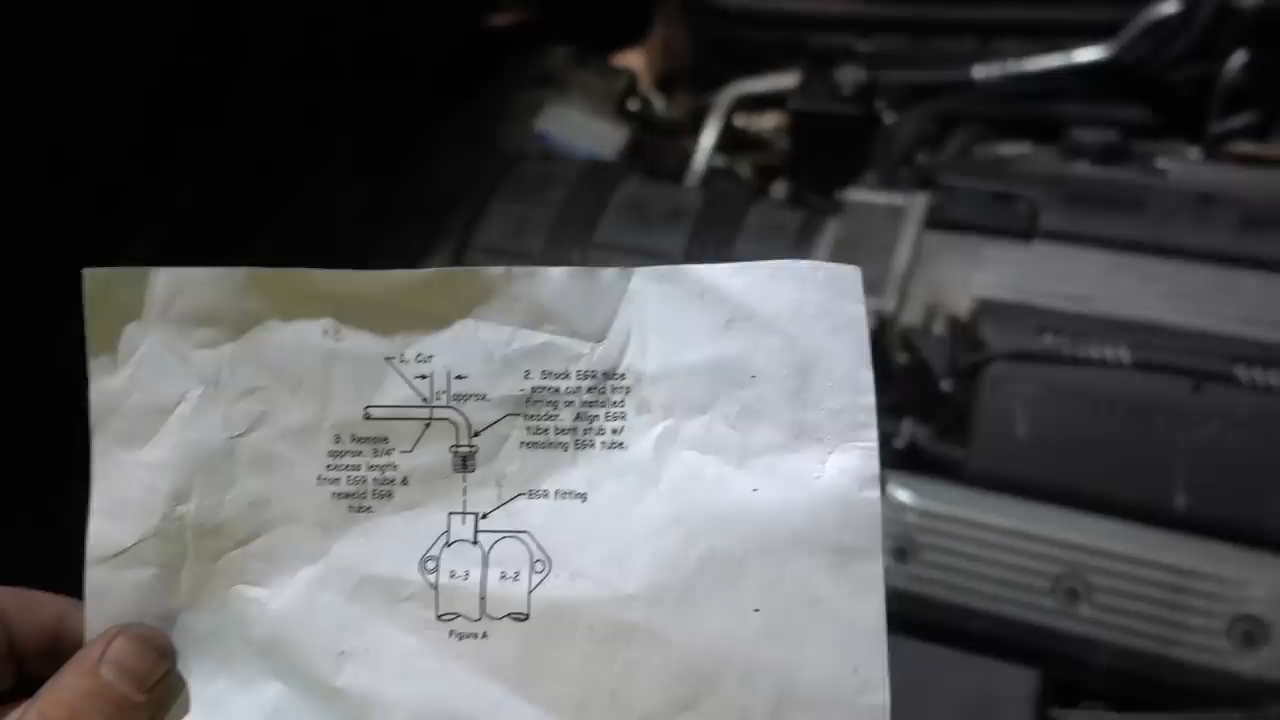 1. Cut
1" approx.
2. Stock EGR tube
- screw cut end into
fitting on installed
header. Align EGR
tube bent stub w/
remaining EGR tube.
3. Remove
approx. 3/4"
excess length
from EGR tube &
reweld EGR
tube.
EGR fitting
R-3
R-2
Figure A